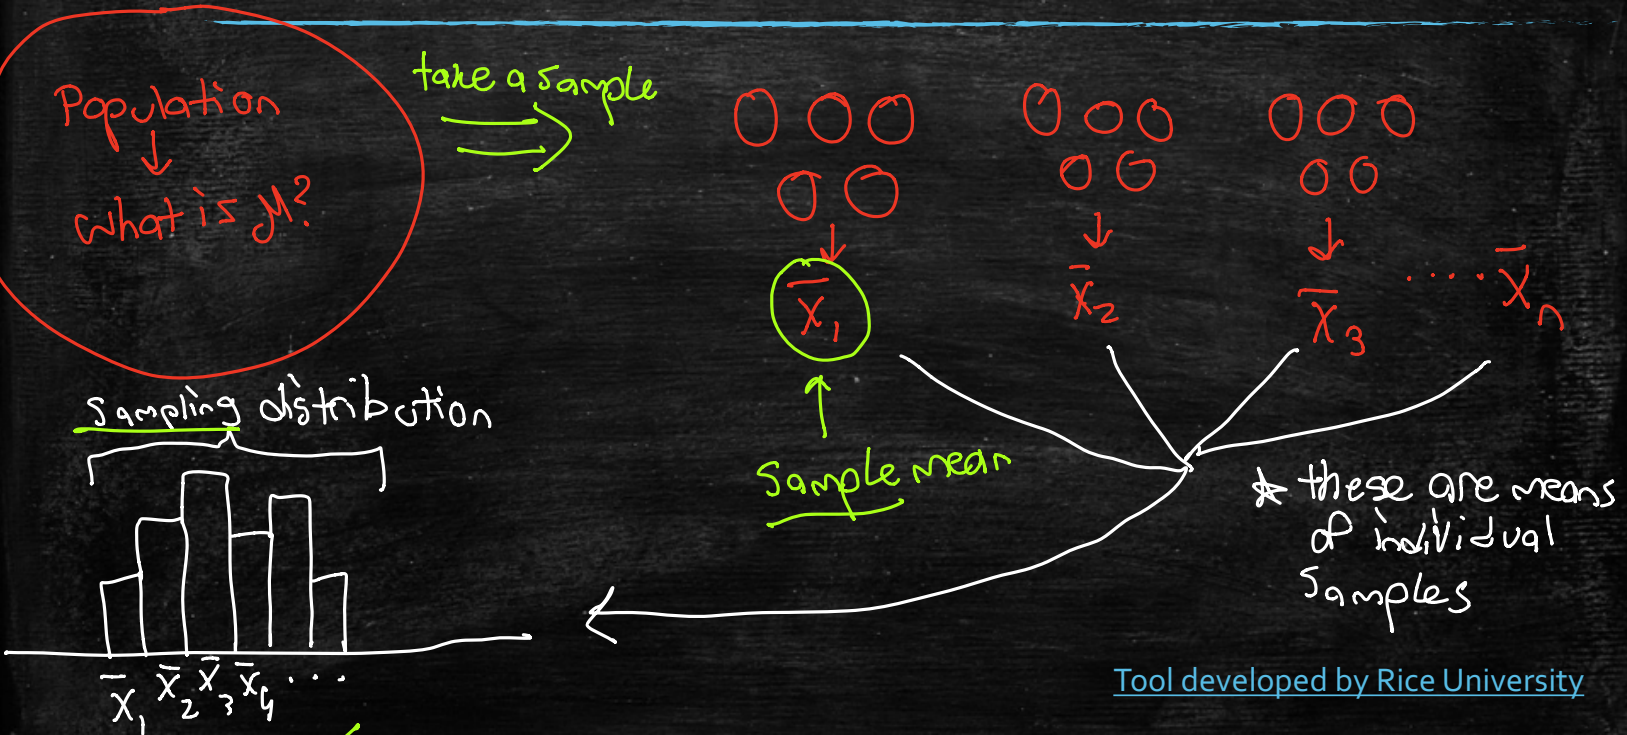 Population
↓
What is μ?
take a sample
⇒
↓
x̄₁
↓
x̄₂
↓
x̄₃
.... x̄ₙ
↑
Sample mean
Sampling distribution
x̄₁ x̄₂ x̄₃ x̄₄ ...
* these are means
of individual
Samples
Tool developed by Rice University